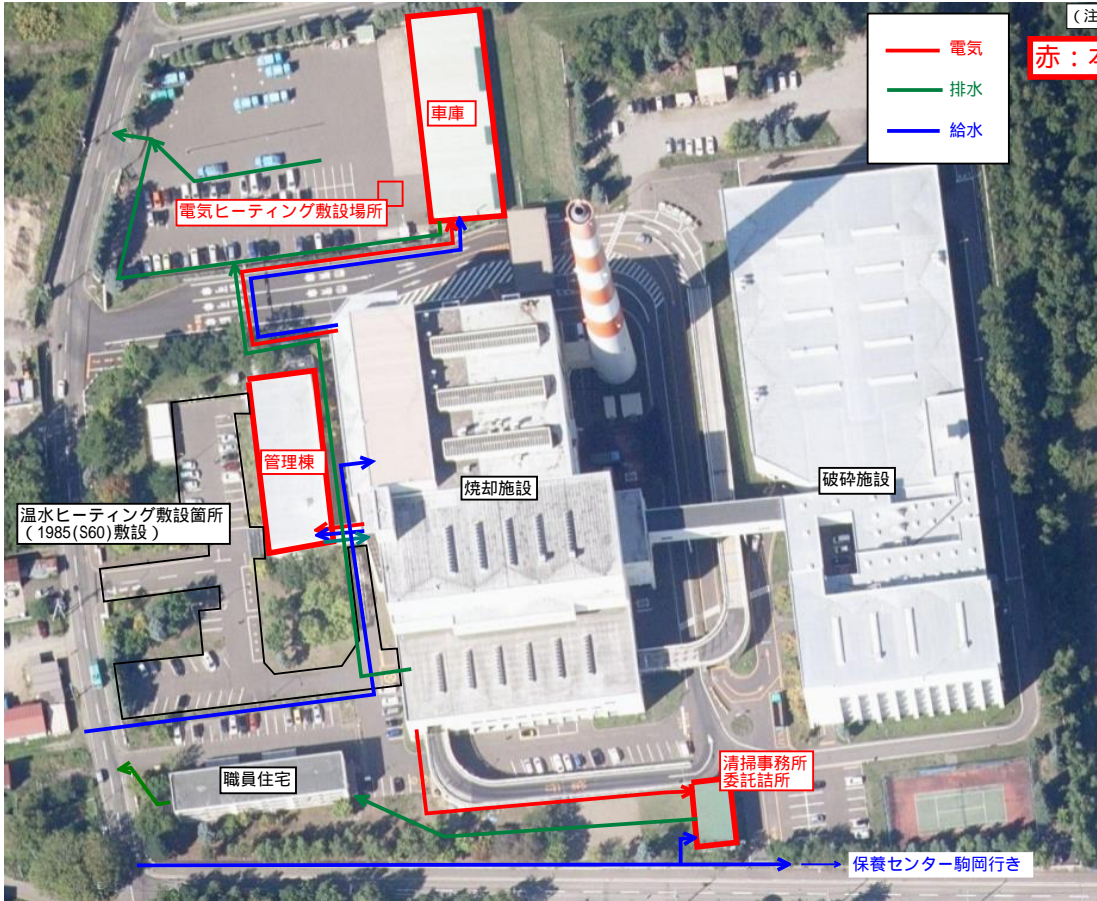 (注
赤：本
電気
排水
給水
車庫
電気ヒーティング敷設場所
管理棟
焼却施設
破砕施設
温水ヒーティング敷設箇所
（1985(S60)敷設）
職員住宅
清掃事務所
委託詰所
保養センター駒岡行き